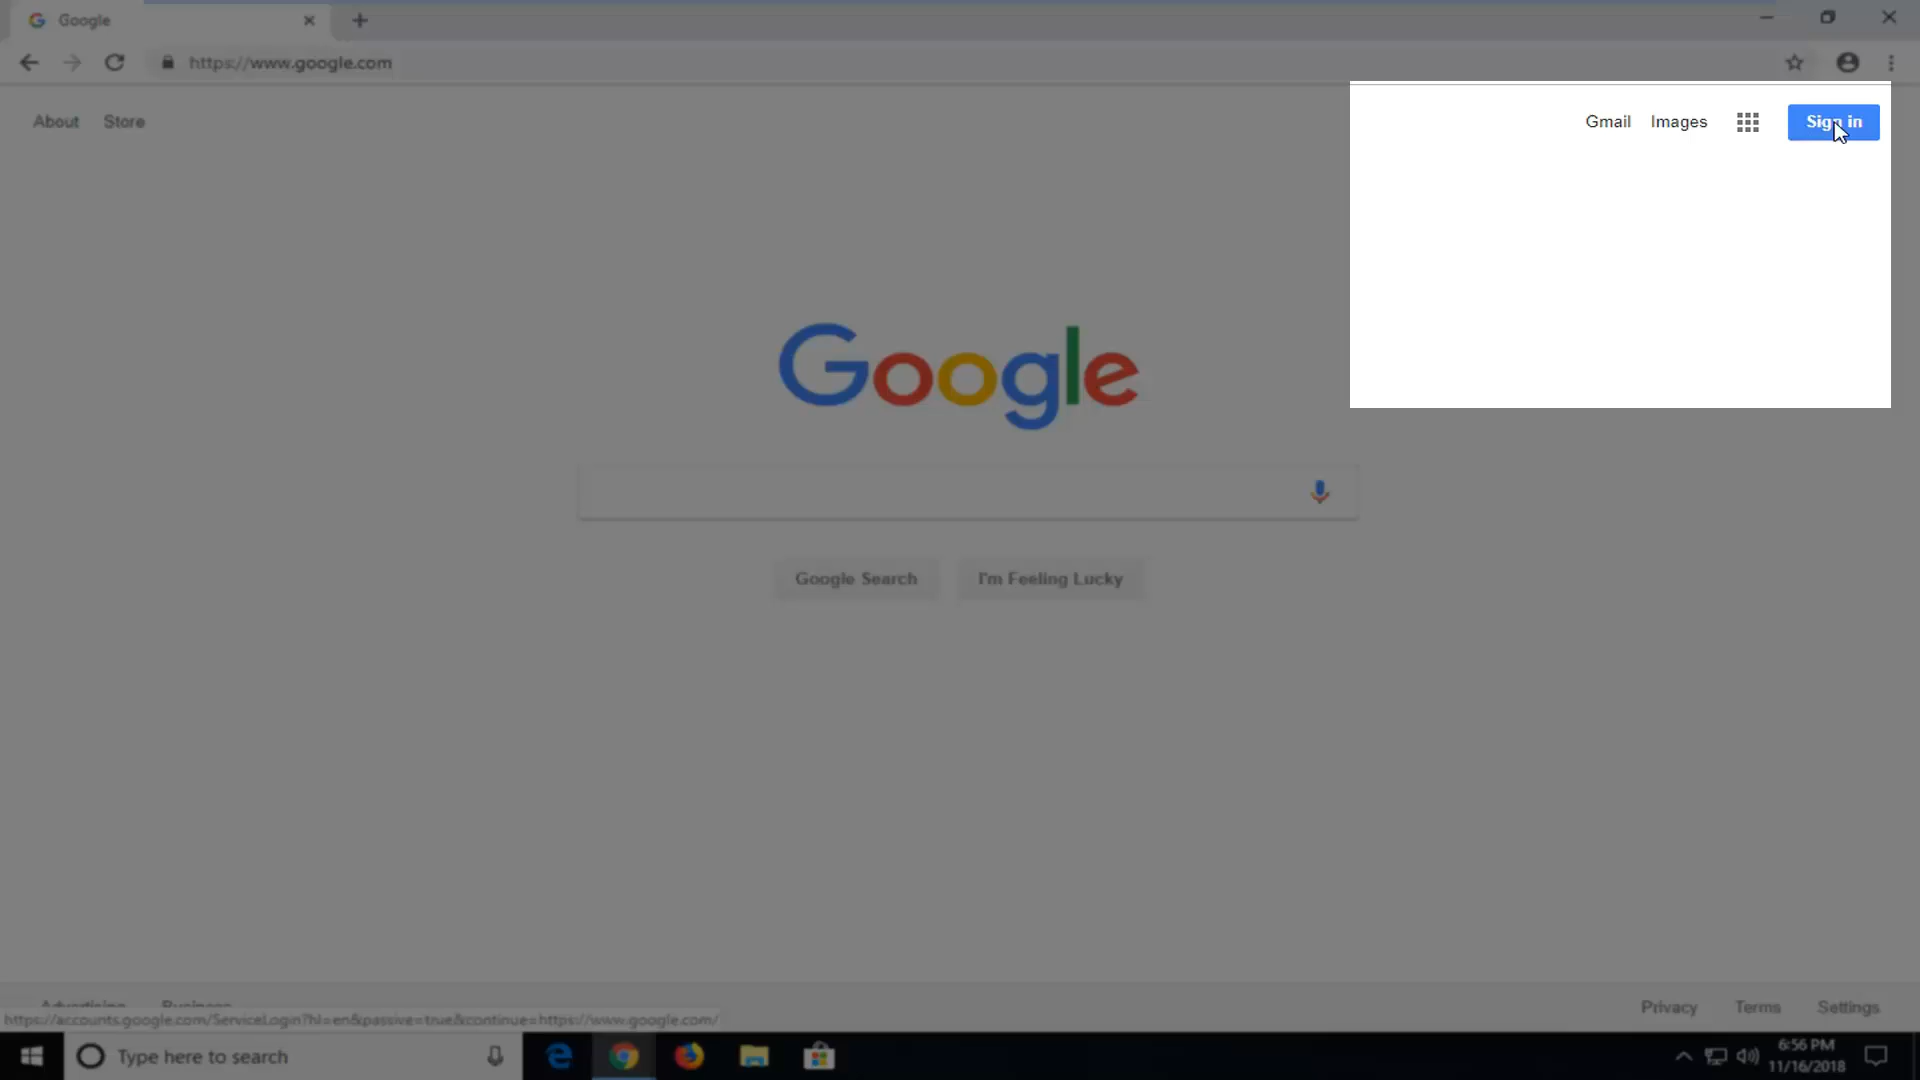 Google
https://www.google.com
About Store
Gmail Images Sign in
Google
Google Search I'm Feeling Lucky
Advertising Business
Privacy Terms Settings
https://accounts.google.com/ServiceLogin?hl=en&passive=true&continue=https://www.google.com/
Type here to search
6:56 PM
11/16/2018